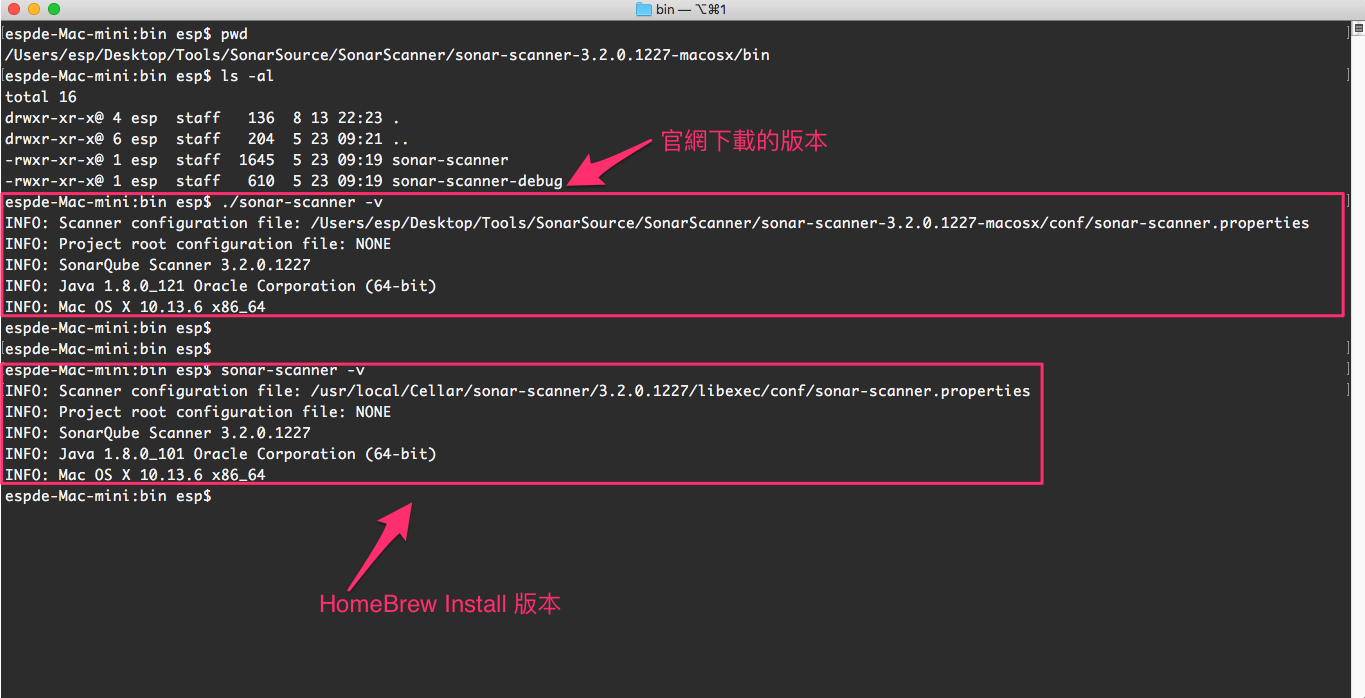 bin — ⌥⌘1
espde-Mac-mini:bin esp$ pwd
/Users/esp/Desktop/Tools/SonarSource/SonarScanner/sonar-scanner-3.2.0.1227-macosx/bin
espde-Mac-mini:bin esp$ ls -al
total 16
drwxr-xr-x@ 4 esp  staff   136  8 13 22:23 .
drwxr-xr-x@ 6 esp  staff   204  5 23 09:21 ..
官網下載的版本
-rwxr-xr-x@ 1 esp  staff  1645  5 23 09:19 sonar-scanner
-rwxr-xr-x@ 1 esp  staff   610  5 23 09:19 sonar-scanner-debug
espde-Mac-mini:bin esp$ ./sonar-scanner -v
INFO: Scanner configuration file: /Users/esp/Desktop/Tools/SonarSource/SonarScanner/sonar-scanner-3.2.0.1227-macosx/conf/sonar-scanner.properties
INFO: Project root configuration file: NONE
INFO: SonarQube Scanner 3.2.0.1227
INFO: Java 1.8.0_121 Oracle Corporation (64-bit)
INFO: Mac OS X 10.13.6 x86_64
espde-Mac-mini:bin esp$
espde-Mac-mini:bin esp$
espde-Mac-mini:bin esp$ sonar-scanner -v
INFO: Scanner configuration file: /usr/local/Cellar/sonar-scanner/3.2.0.1227/libexec/conf/sonar-scanner.properties
INFO: Project root configuration file: NONE
INFO: SonarQube Scanner 3.2.0.1227
INFO: Java 1.8.0_101 Oracle Corporation (64-bit)
INFO: Mac OS X 10.13.6 x86_64
espde-Mac-mini:bin esp$
HomeBrew Install 版本